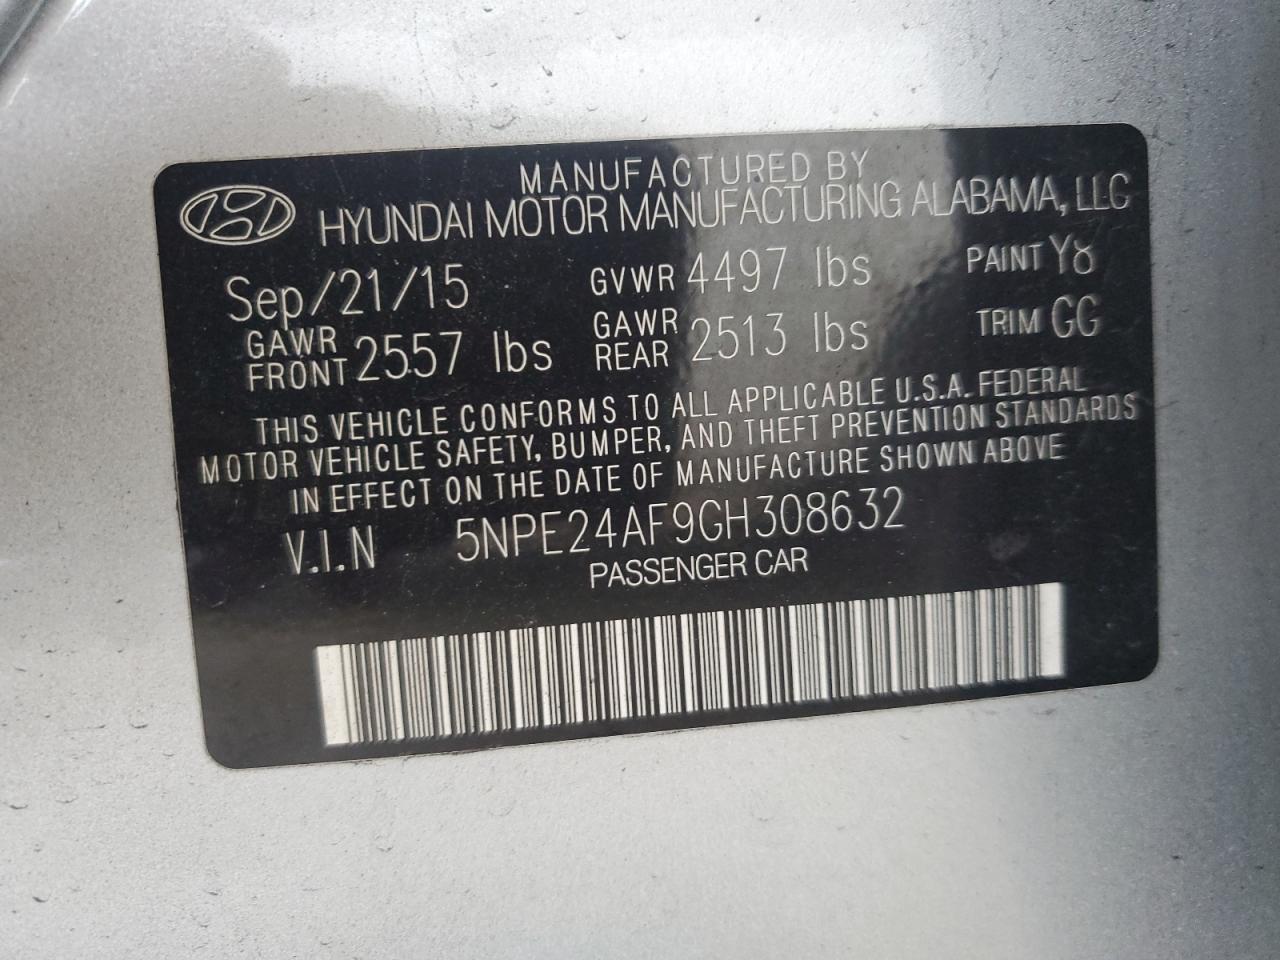 MANUFACTURED BY
HYUNDAI MOTOR MANUFACTURING ALABAMA, LLC
Sep/21/15 GVWR 4497 lbs PAINT Y8
GAWR FRONT 2557 lbs GAWR REAR 2513 lbs TRIM GG
THIS VEHICLE CONFORMS TO ALL APPLICABLE U.S.A. FEDERAL
MOTOR VEHICLE SAFETY, BUMPER, AND THEFT PREVENTION STANDARDS
IN EFFECT ON THE DATE OF MANUFACTURE SHOWN ABOVE
V.I.N 5NPE24AF9GH308632
PASSENGER CAR